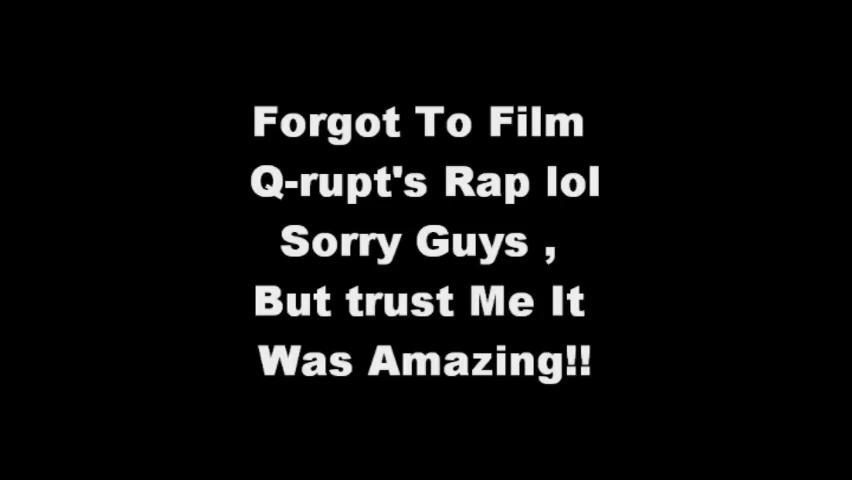 Forgot To Film
Q-rupt's Rap lol
Sorry Guys ,
But trust Me It
Was Amazing!!